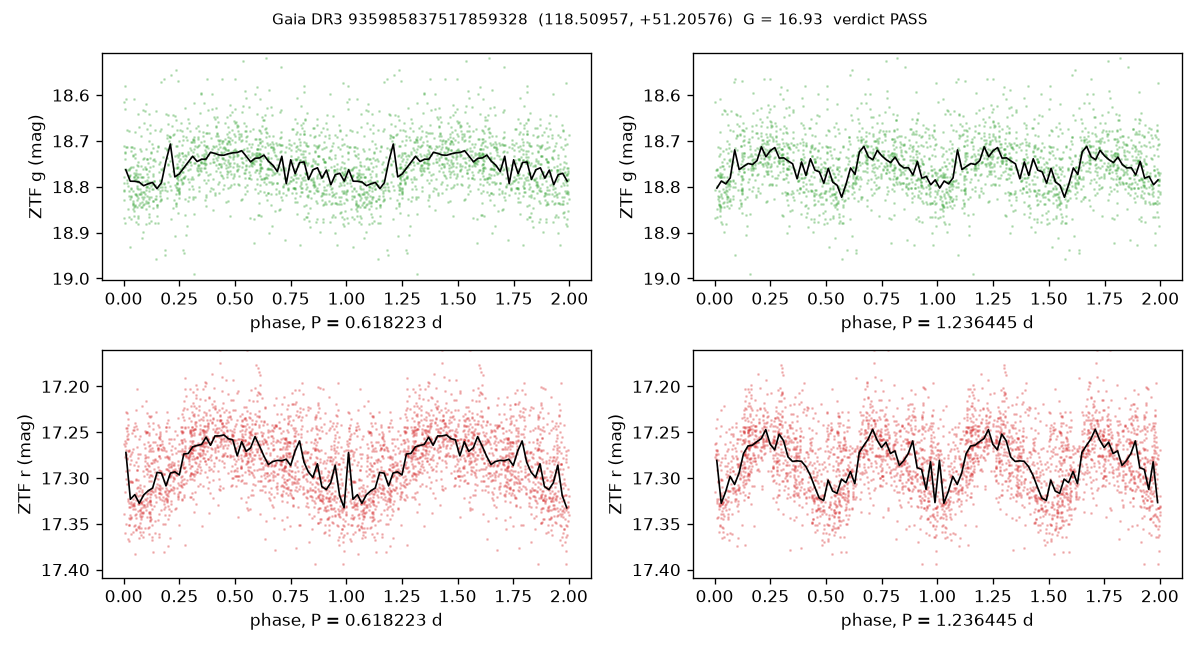 Gaia DR3 935985837517859328 (118.50957, +51.20576) G = 16.93 verdict PASS
ZTF g (mag)
18.6
18.7
18.8
18.9
19.0
0.00 0.25 0.50 0.75 1.00 1.25 1.50 1.75 2.00
phase, P = 0.618223 d
ZTF g (mag)
18.6
18.7
18.8
18.9
19.0
0.00 0.25 0.50 0.75 1.00 1.25 1.50 1.75 2.00
phase, P = 1.236445 d
ZTF r (mag)
17.20
17.25
17.30
17.35
17.40
0.00 0.25 0.50 0.75 1.00 1.25 1.50 1.75 2.00
phase, P = 0.618223 d
ZTF r (mag)
17.20
17.25
17.30
17.35
17.40
0.00 0.25 0.50 0.75 1.00 1.25 1.50 1.75 2.00
phase, P = 1.236445 d